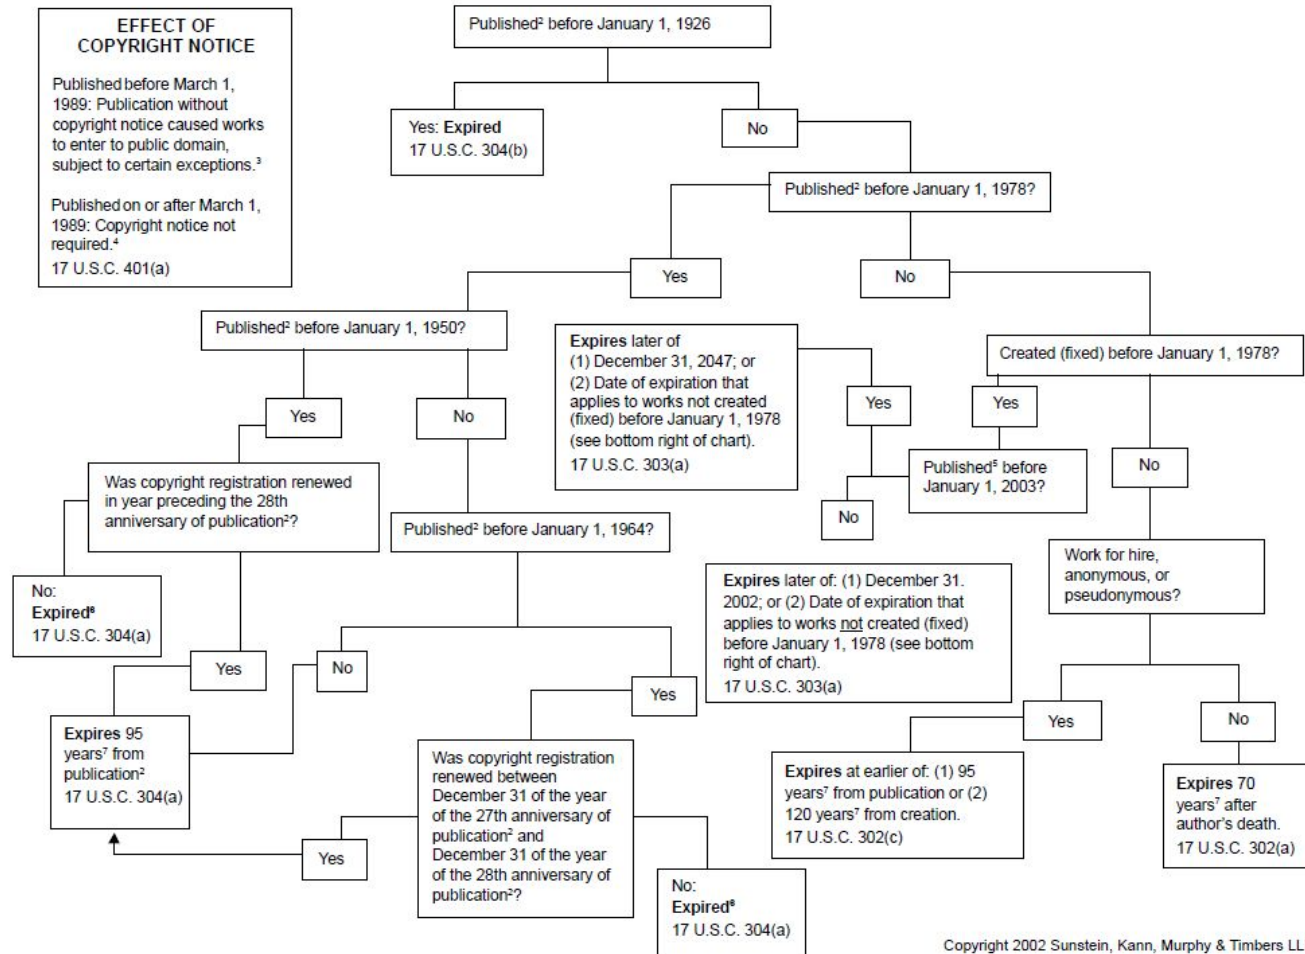 EFFECT OF
COPYRIGHT NOTICE
Published before March 1,
1989: Publication without
copyright notice caused works
to enter to public domain,
subject to certain exceptions.³
Published on or after March 1,
1989: Copyright notice not
required.⁴
17 U.S.C. 401(a)
Published² before January 1, 1926
Yes: Expired
17 U.S.C. 304(b)
No
Published² before January 1, 1978?
Yes
No
Published² before January 1, 1950?
Expires later of
(1) December 31, 2047; or
(2) Date of expiration that
applies to works not created
(fixed) before January 1, 1978
(see bottom right of chart).
17 U.S.C. 303(a)
Created (fixed) before January 1, 1978?
Yes
No
Yes
Yes
Was copyright registration renewed
in year preceding the 28th
anniversary of publication²?
Published⁵ before
January 1, 2003?
No
No
Published² before January 1, 1964?
Work for hire,
anonymous, or
pseudonymous?
No:
Expired⁶
17 U.S.C. 304(a)
Expires later of: (1) December 31.
2002; or (2) Date of expiration that
applies to works not created (fixed)
before January 1, 1978 (see bottom
right of chart).
17 U.S.C. 303(a)
Yes
No
Yes
Yes
No
Expires 95
years⁷ from
publication²
17 U.S.C. 304(a)
Was copyright registration
renewed between
December 31 of the year
of the 27th anniversary of
publication² and
December 31 of the year
of the 28th anniversary of
publication²?
Expires at earlier of: (1) 95
years⁷ from publication or (2)
120 years⁷ from creation.
17 U.S.C. 302(c)
Expires 70
years⁷ after
author's death.
17 U.S.C. 302(a)
Yes
No:
Expired⁶
17 U.S.C. 304(a)
Copyright 2002 Sunstein, Kann, Murphy & Timbers LL